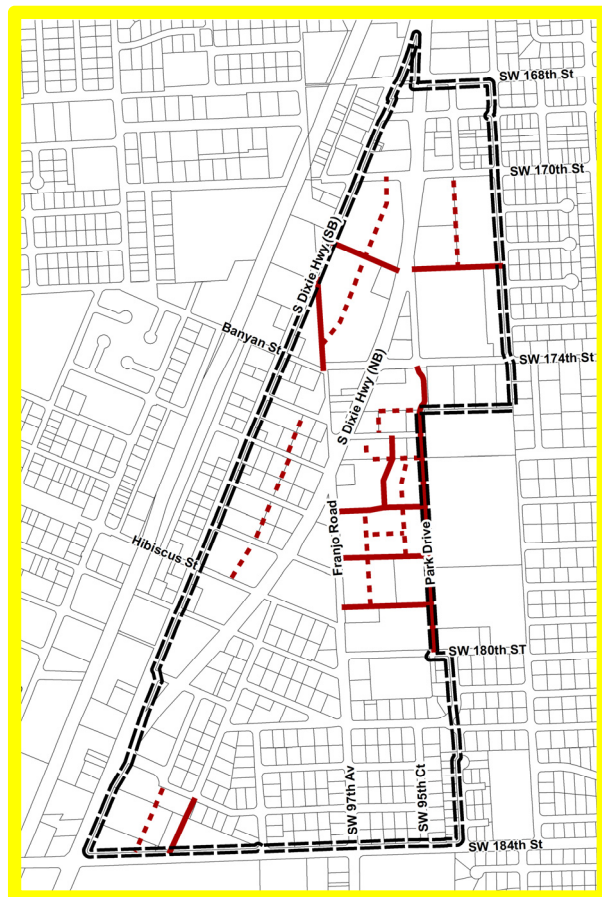 SW 168th St
SW 170th St
S Dixie Hwy (SB)
Banyan St
SW 174th St
S Dixie Hwy (NB)
Hibiscus St
Franjo Road
Park Drive
SW 180th ST
SW 97th Av
SW 95th Ct
SW 184th St